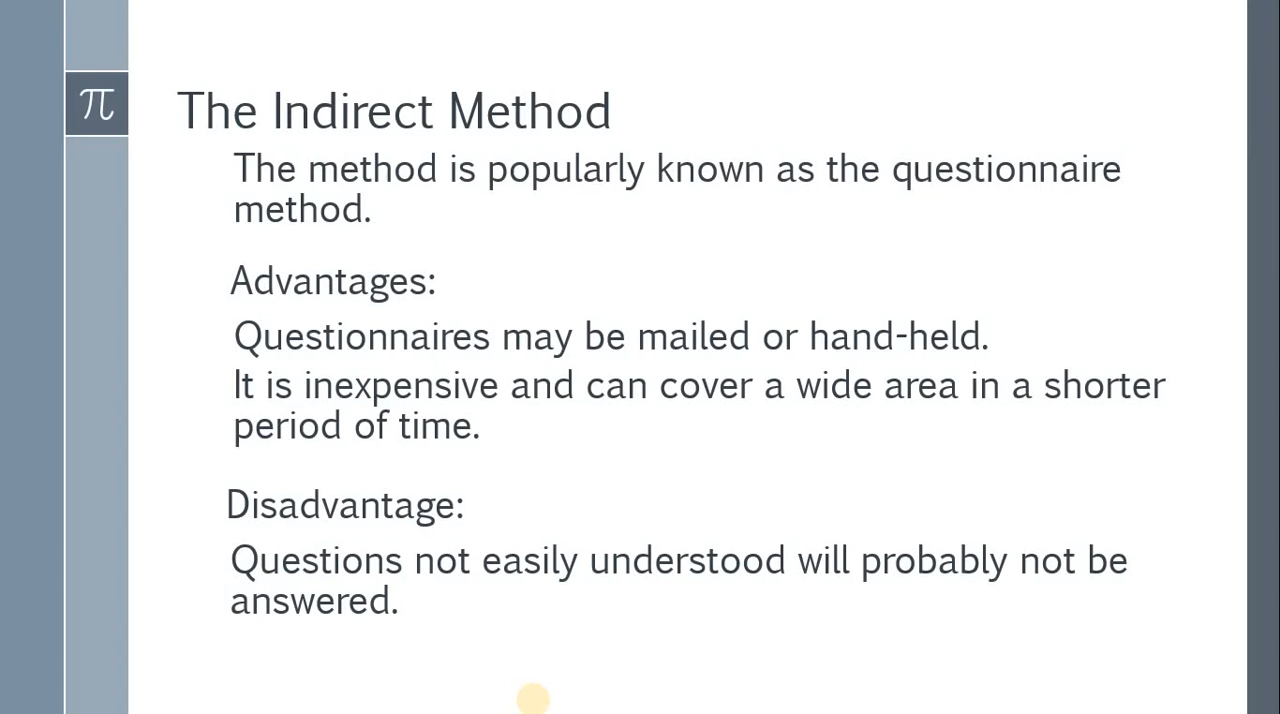 π
The Indirect Method
The method is popularly known as the questionnaire
method.
Advantages:
Questionnaires may be mailed or hand-held.
It is inexpensive and can cover a wide area in a shorter
period of time.
Disadvantage:
Questions not easily understood will probably not be
answered.